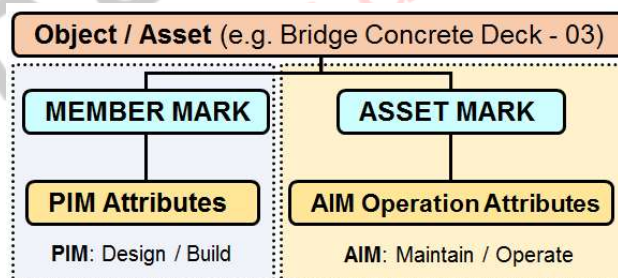 Object / Asset (e.g. Bridge Concrete Deck - 03)
MEMBER MARK
ASSET MARK
PIM Attributes
AIM Operation Attributes
PIM: Design / Build
AIM: Maintain / Operate